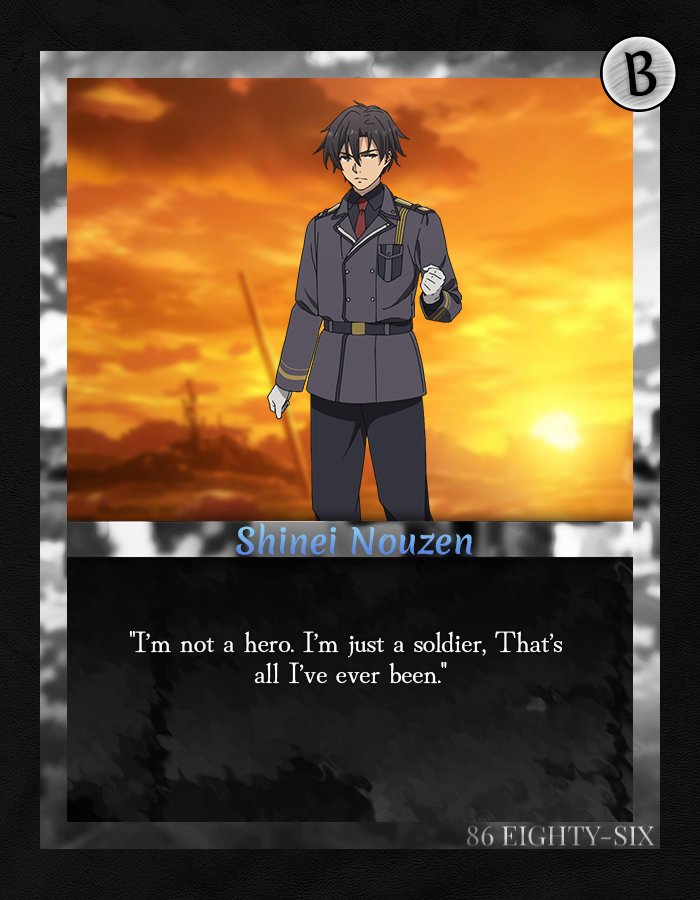 B
Shinei Nouzen
"I'm not a hero. I'm just a soldier, That's
all I've ever been."
86 EIGHTY-SIX